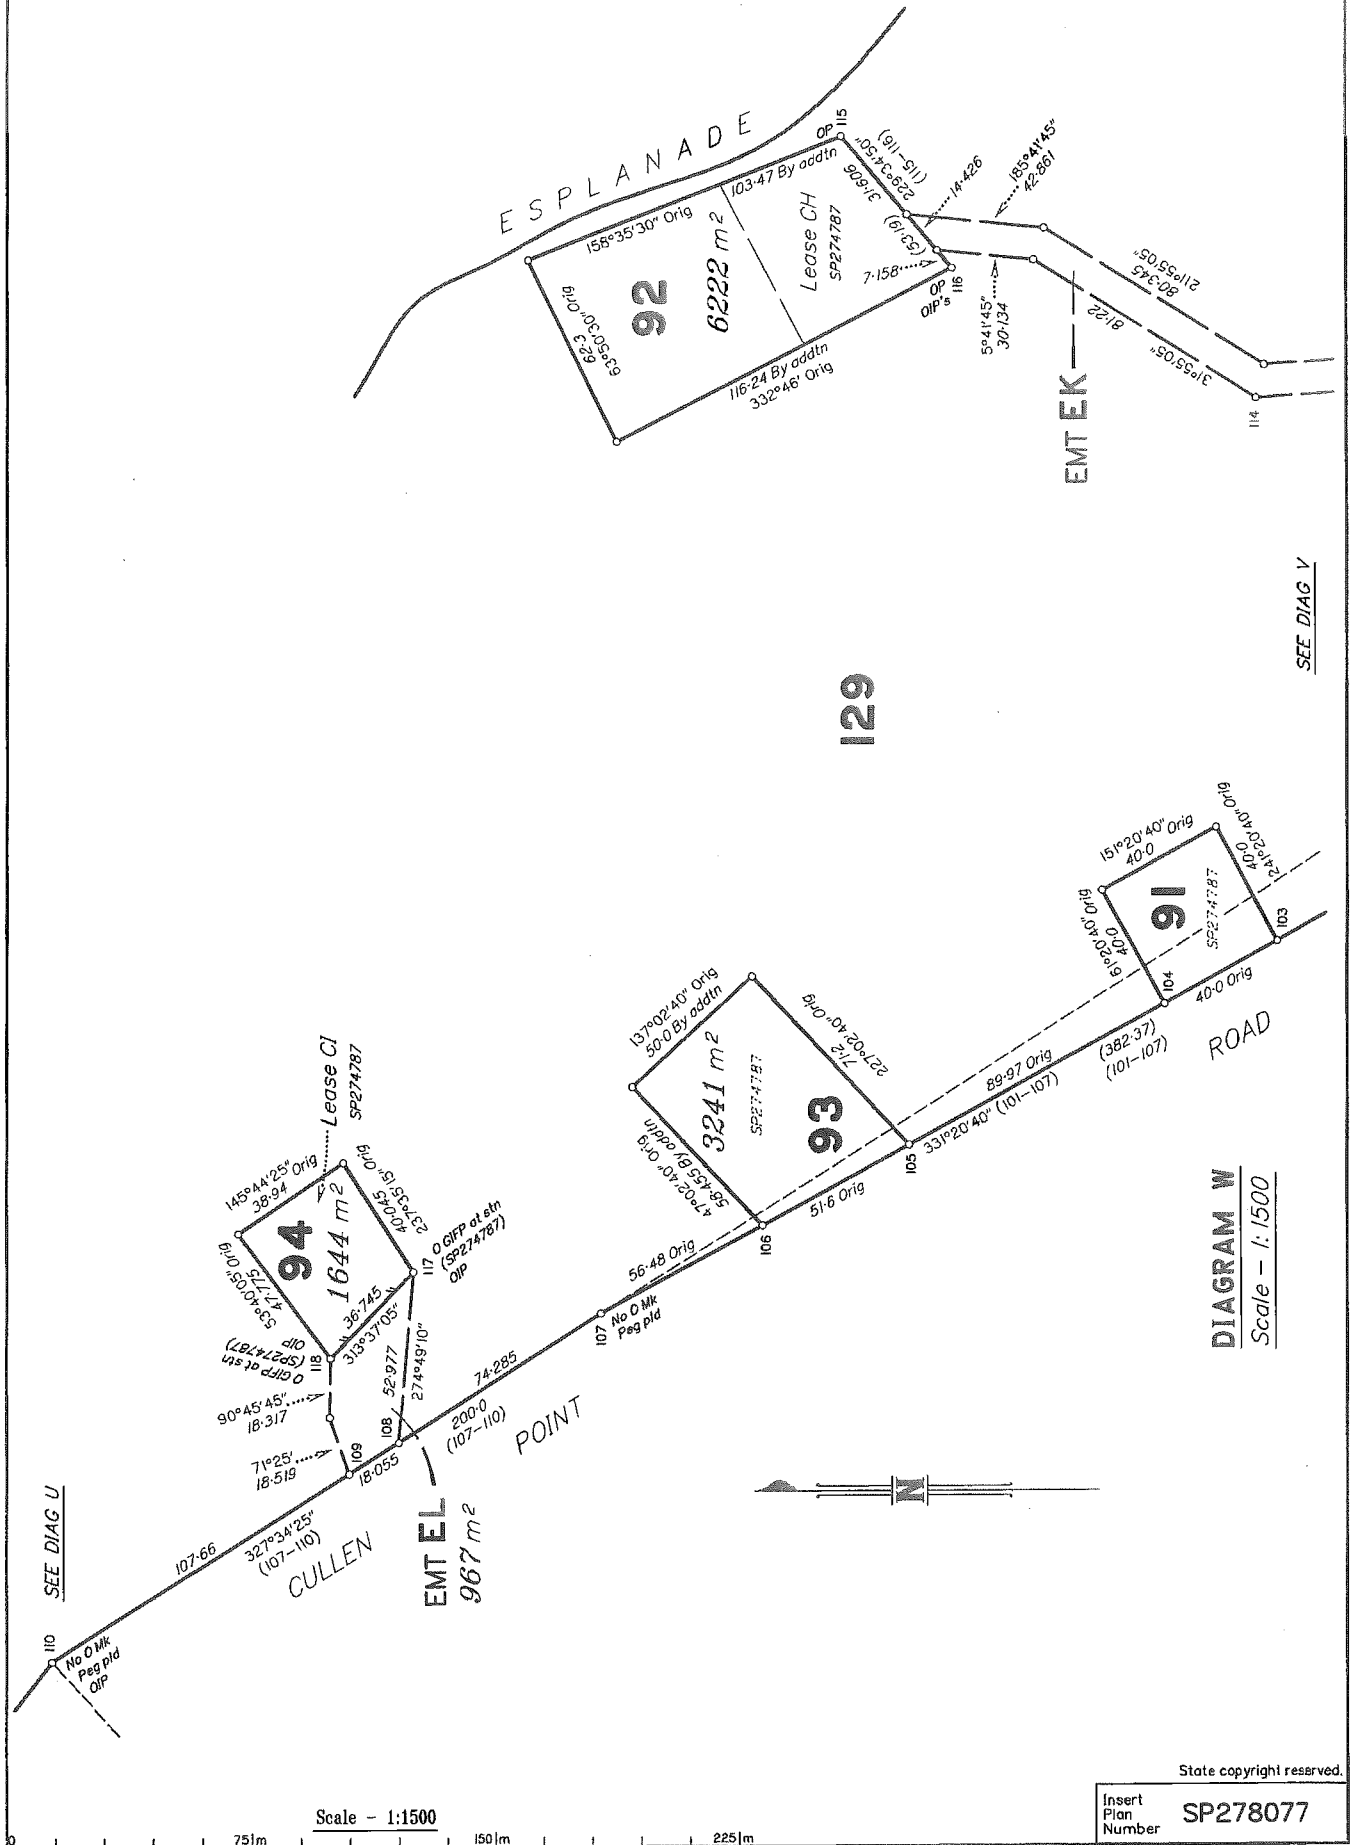 ESPLANADE
158°35'30" Orig
103·47 By addtn
OP
115
62·3
63°50'30" Orig
92
6222 m²
Lease CH
SP274787
31·606
229°34'50"
(115-116)
(53·19)
14·426
7·158
OP
OIP's
116
116·24 By addtn
332°46' Orig
185°41'45"
42·861
5°41'45"
30·134
211°55'05"
80·345
81·22
31°55'05"
EMT EK
114
SEE DIAG V
129
151°20'40" Orig
40·0
61°20'40" Orig
40·0
91
SP274787
40·0
241°20'40" Orig
104
103
40·0 Orig
137°02'40" Orig
50·0 By addtn
3241 m²
SP274787
93
47°02'40" Orig
58·455 By addtn
71·2
227°02'40" Orig
106
105
51·6 Orig
89·97 Orig
331°20'40" (101-107)
(382·37)
(101-107)
ROAD
Lease CI
SP274787
145°44'25" Orig
38·94
94
1644 m²
53°40'05" Orig
47·775
40·045
237°35'15" Orig
36·745
313°37'05"
O GIFP at stn
(SP274787)
OIP
118
117
O GIFP at stn
(SP274787)
OIP
90°45'45"
18·317
71°25'
18·519
52·977
274°49'10"
109
108
18·055
56·48 Orig
107
No O Mk
Peg pld
74·285
200·0
(107-110)
POINT
EMT EL
967 m²
SEE DIAG U
107·66
327°34'25"
(107-110)
CULLEN
110
No O Mk
Peg pld
OIP
N
DIAGRAM W
Scale - 1:1500
State copyright reserved.
Insert
Plan
Number
SP278077
Scale - 1:1500
0
75 m
150 m
225 m